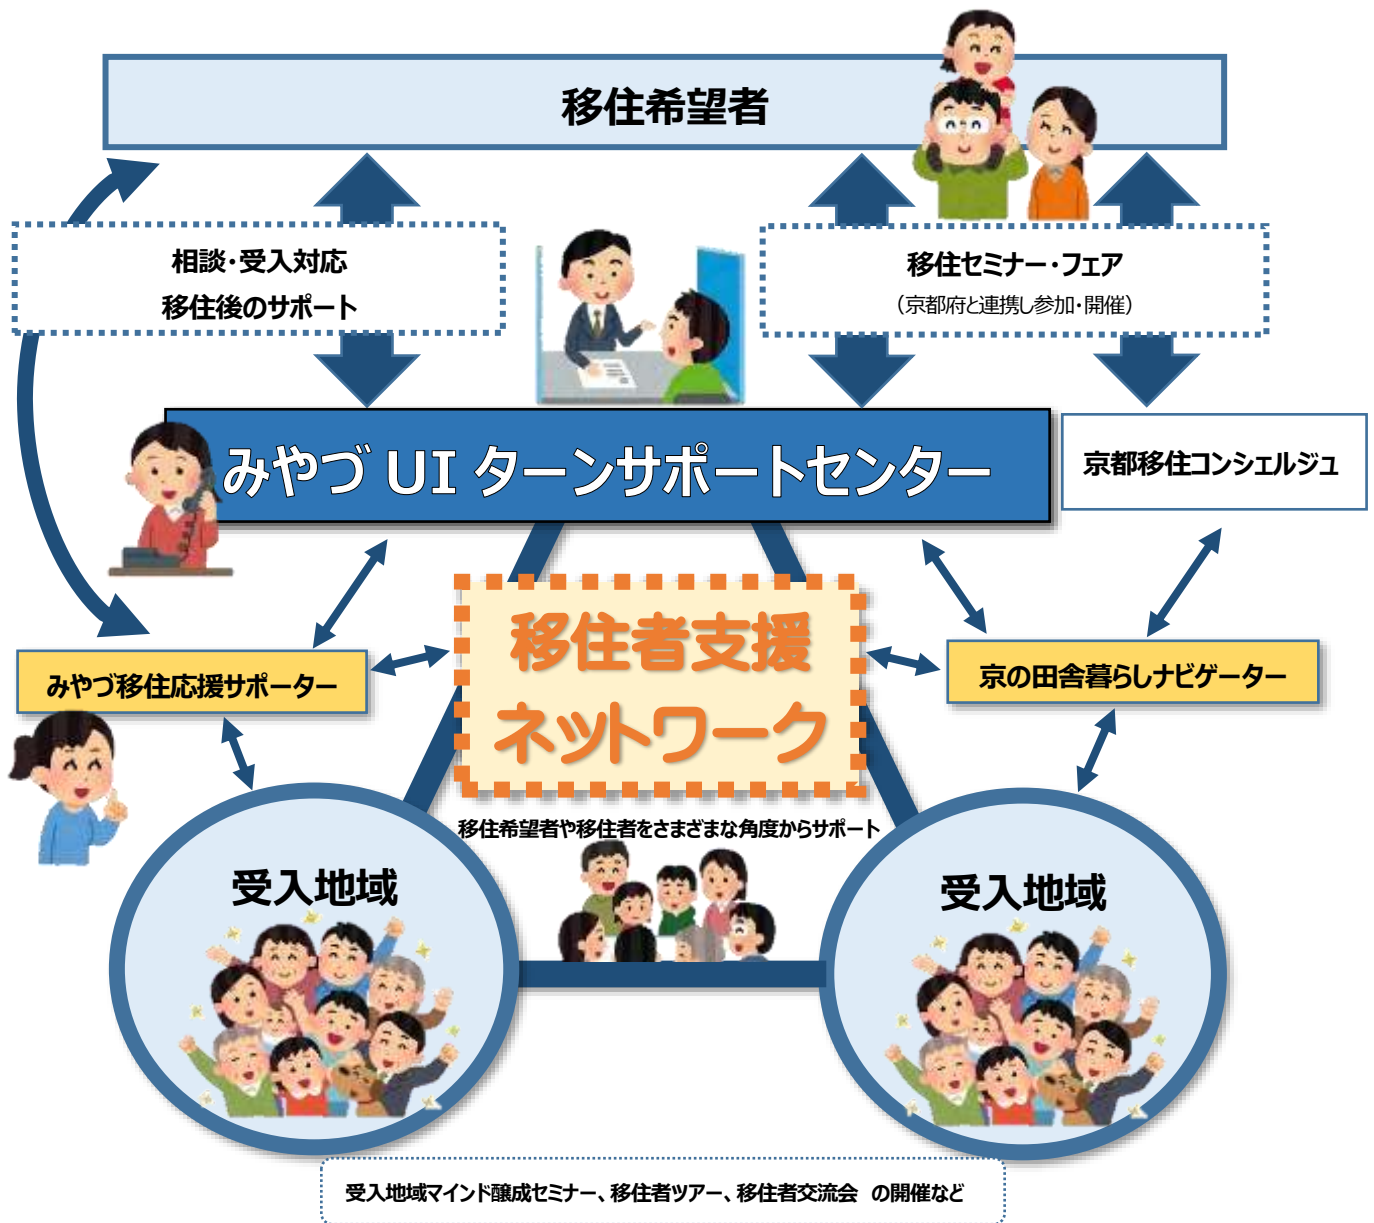 移住希望者
相談・受入対応
移住後のサポート
移住セミナー・フェア
（京都府と連携し参加・開催）
みやづ UI ターンサポートセンター
京都移住コンシェルジュ
移住者支援
ネットワーク
みやづ移住応援サポーター
京の田舎暮らしナビゲーター
移住希望者や移住者をさまざまな角度からサポート
受入地域
受入地域
受入地域マインド醸成セミナー、移住者ツアー、移住者交流会 の開催など